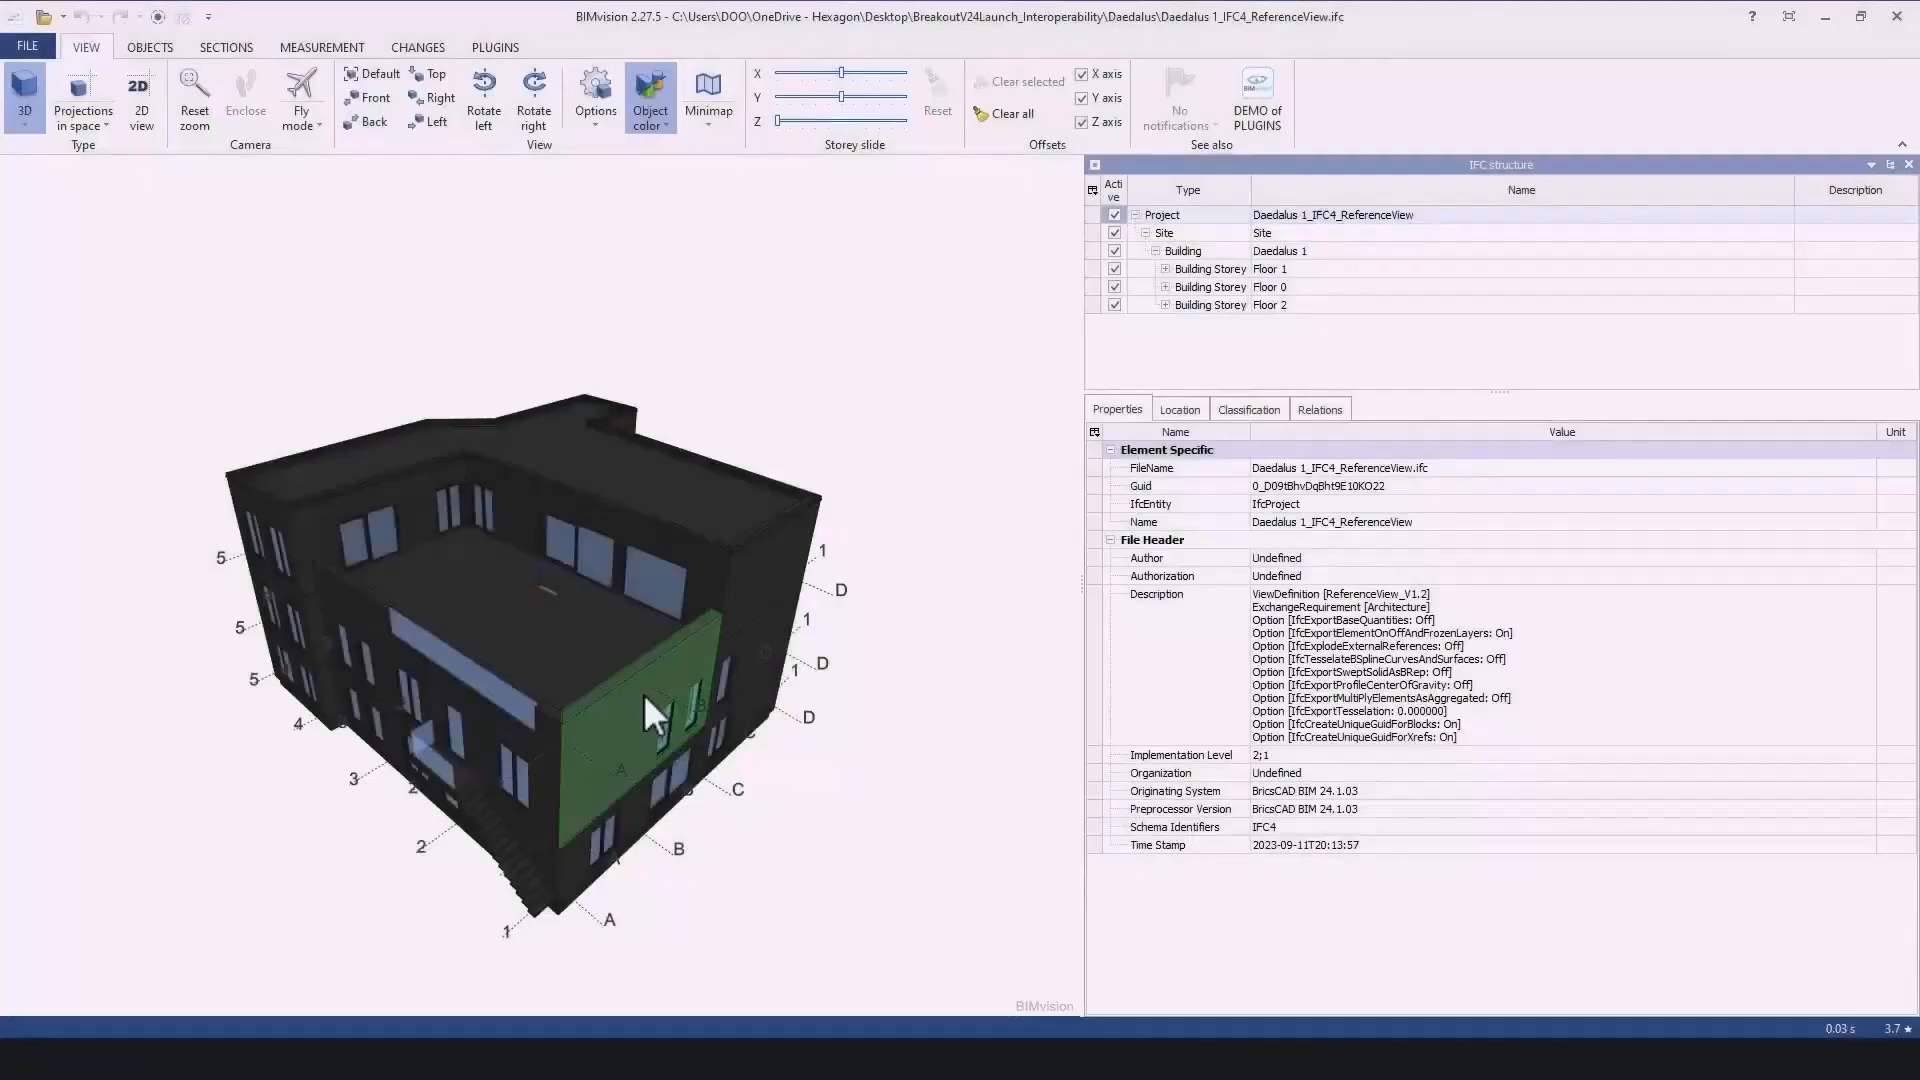 BIMvision 2.27.5 - C:\Users\DOO\OneDrive - Hexagon\Desktop\BreakoutV24Launch_Interoperability\Daedalus\Daedalus 1_IFC4_ReferenceView.ifc
FILE VIEW OBJECTS SECTIONS MEASUREMENT CHANGES PLUGINS
3D
Projections in space
2D
2D view
Type
Reset zoom
Enclose
Fly mode
Camera
Default Top
Front Right
Back Left
Rotate left
Rotate right
Options
Object color
Minimap
View
X
Y
Z
Reset
Storey slide
Clear selected
Clear all
X axis
Y axis
Z axis
Offsets
No notifications
BIMvision
DEMO of PLUGINS
See also
IFC structure
Active Type Name Description
Project Daedalus 1_IFC4_ReferenceView
Site Site
Building Daedalus 1
Building Storey Floor 1
Building Storey Floor 0
Building Storey Floor 2
Properties Location Classification Relations
Name Value Unit
Element Specific
FileName Daedalus 1_IFC4_ReferenceView.ifc
Guid 0_D09tBhvDqBht9E10KO22
IfcEntity IfcProject
Name Daedalus 1_IFC4_ReferenceView
File Header
Author Undefined
Authorization Undefined
Description ViewDefinition [ReferenceView_V1.2]
ExchangeRequirement [Architecture]
Option [IfcExportBaseQuantities: Off]
Option [IfcExportElementOnOffAndFrozenLayers: On]
Option [IfcExplodeExternalReferences: Off]
Option [IfcTesselateBSplineCurvesAndSurfaces: Off]
Option [IfcExportSweptSolidAsBRep: Off]
Option [IfcExportProfileCenterOfGravity: Off]
Option [IfcExportMultiPlyElementsAsAggregated: Off]
Option [IfcExportTesselation: 0.000000]
Option [IfcCreateUniqueGuidForBlocks: On]
Option [IfcCreateUniqueGuidForXrefs: On]
Implementation Level 2;1
Organization Undefined
Originating System BricsCAD BIM 24.1.03
Preprocessor Version BricsCAD BIM 24.1.03
Schema Identifiers IFC4
Time Stamp 2023-09-11T20:13:57
5
1
D
5
1
D
5
1
D
4
3
2
C
2
B
A
1
A
B
BIMvision
0.03 s 3.7